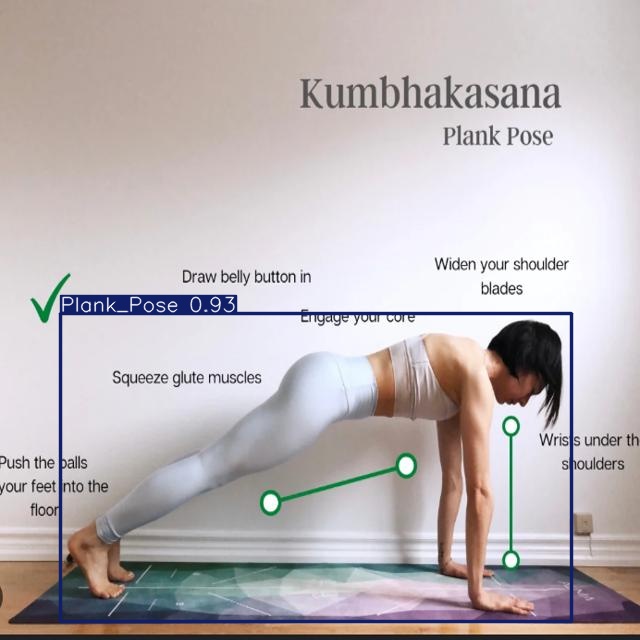 Kumbhakasana
Plank Pose
Widen your shoulder
blades
Draw belly button in
Plank_Pose 0.93
Engage your core
Squeeze glute muscles
Wrists under th
shoulders
Push the balls
your feet into the
floor